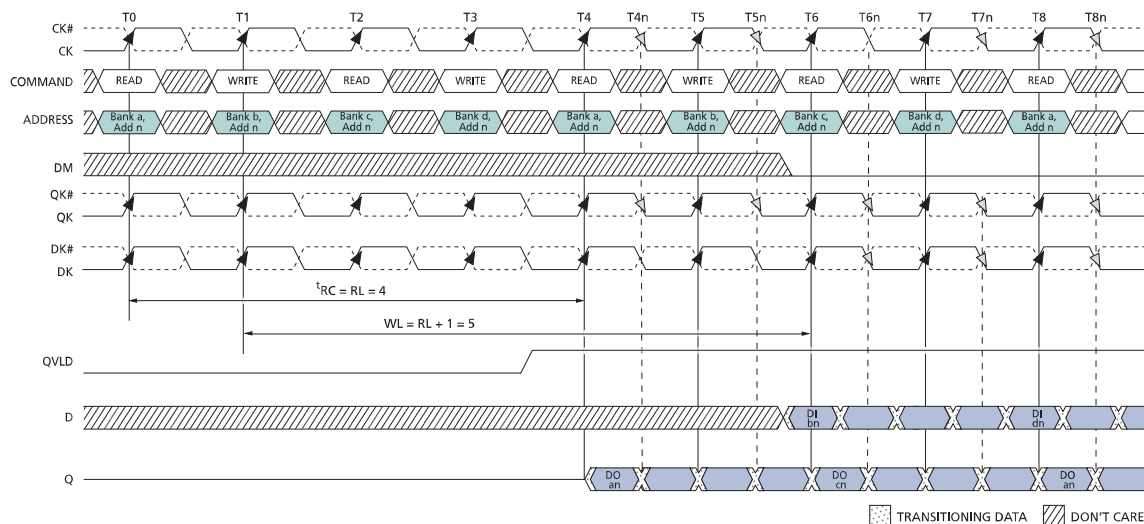 T0 T1 T2 T3 T4 T4n T5 T5n T6 T6n T7 T7n T8 T8n
CK#
CK
COMMAND READ WRITE READ WRITE READ WRITE READ WRITE READ
ADDRESS
Bank a, Bank b, Bank c, Bank d, Bank a, Bank b, Bank c, Bank d, Bank a,
Add n Add n Add n Add n Add n Add n Add n Add n Add n
DM
QK#
QK
DK#
DK
tRC = RL = 4
WL = RL + 1 = 5
QVLD
D
DI DI
bn dn
Q
DO DO DO
an cn an
TRANSITIONING DATA DON'T CARE